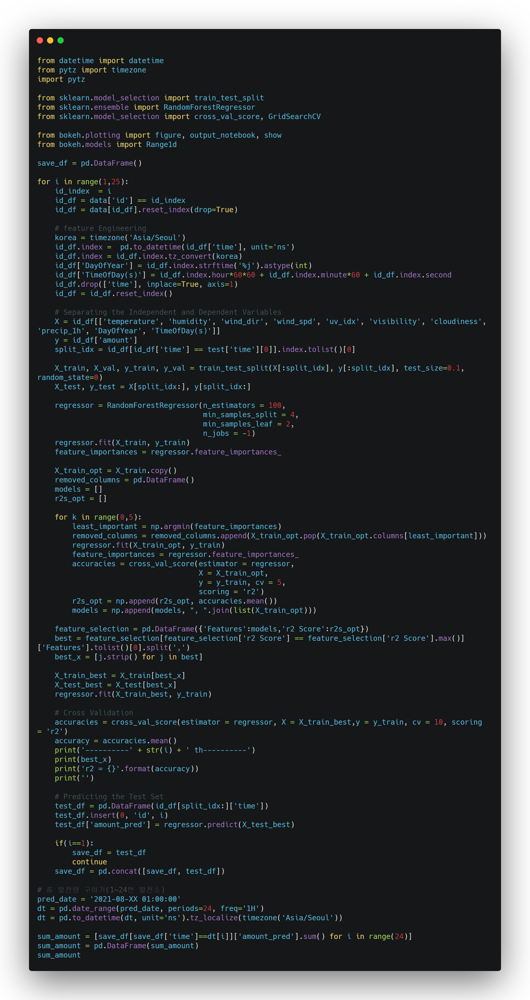 from datetime import datetime
from pytz import timezone
import pytz

from sklearn.model_selection import train_test_split
from sklearn.ensemble import RandomForestRegressor
from sklearn.model_selection import cross_val_score, GridSearchCV

from bokeh.plotting import figure, output_notebook, show
from bokeh.models import Range1d

save_df = pd.DataFrame()

for i in range(1,25):
    id_index  = i
    id_df = data['id'] == id_index
    id_df = data[id_df].reset_index(drop=True)

    # feature Engineering
    korea = timezone('Asia/Seoul')
    id_df.index =  pd.to_datetime(id_df['time'], unit='ns')
    id_df.index = id_df.index.tz_convert(korea)
    id_df['DayOfYear'] = id_df.index.strftime('%j').astype(int)
    id_df['TimeOfDay(s)'] = id_df.index.hour*60*60 + id_df.index.minute*60 + id_df.index.second
    id_df.drop(['time'], inplace=True, axis=1)
    id_df = id_df.reset_index()

    # Separating the Independent and Dependent Variables
    X = id_df[['temperature', 'humidity', 'wind_dir', 'wind_spd', 'uv_idx', 'visibility', 'cloudiness',
'precip_1h', 'DayOfYear', 'TimeOfDay(s)']]
    y = id_df['amount']
    split_idx = id_df[id_df['time'] == test['time'][0]].index.tolist()[0]

    X_train, X_val, y_train, y_val = train_test_split(X[:split_idx], y[:split_idx], test_size=0.1,
random_state=0)
    X_test, y_test = X[split_idx:], y[split_idx:]

    regressor = RandomForestRegressor(n_estimators = 100,
                                      min_samples_split = 4,
                                      min_samples_leaf = 2,
                                      n_jobs = -1)
    regressor.fit(X_train, y_train)
    feature_importances = regressor.feature_importances_

    X_train_opt = X_train.copy()
    removed_columns = pd.DataFrame()
    models = []
    r2s_opt = []

    for k in range(0,5):
        least_important = np.argmin(feature_importances)
        removed_columns = removed_columns.append(X_train_opt.pop(X_train_opt.columns[least_important]))
        regressor.fit(X_train_opt, y_train)
        feature_importances = regressor.feature_importances_
        accuracies = cross_val_score(estimator = regressor,
                                     X = X_train_opt,
                                     y = y_train, cv = 5,
                                     scoring = 'r2')
        r2s_opt = np.append(r2s_opt, accuracies.mean())
        models = np.append(models, ", ".join(list(X_train_opt)))

    feature_selection = pd.DataFrame({'Features':models,'r2 Score':r2s_opt})
    best = feature_selection[feature_selection['r2 Score'] == feature_selection['r2 Score'].max()]
['Features'].tolist()[0].split(',')
    best_x = [j.strip() for j in best]

    X_train_best = X_train[best_x]
    X_test_best = X_test[best_x]
    regressor.fit(X_train_best, y_train)

    # Cross Validation
    accuracies = cross_val_score(estimator = regressor, X = X_train_best,y = y_train, cv = 10, scoring
= 'r2')
    accuracy = accuracies.mean()
    print('----------' + str(i) + ' th----------')
    print(best_x)
    print('r2 = {}'.format(accuracy))
    print('')

    # Predicting the Test Set
    test_df = pd.DataFrame(id_df[split_idx:]['time'])
    test_df.insert(0, 'id', i)
    test_df['amount_pred'] = regressor.predict(X_test_best)

    if(i==1):
        save_df = test_df
        continue
    save_df = pd.concat([save_df, test_df])

# 총 발전량 구하기(1~24번 발전소)
pred_date = '2021-08-XX 01:00:00'
dt = pd.date_range(pred_date, periods=24, freq='1H')
dt = pd.to_datetime(dt, unit='ns').tz_localize(timezone('Asia/Seoul'))

sum_amount = [save_df[save_df['time']==dt[i]]['amount_pred'].sum() for i in range(24)]
sum_amount = pd.DataFrame(sum_amount)
sum_amount